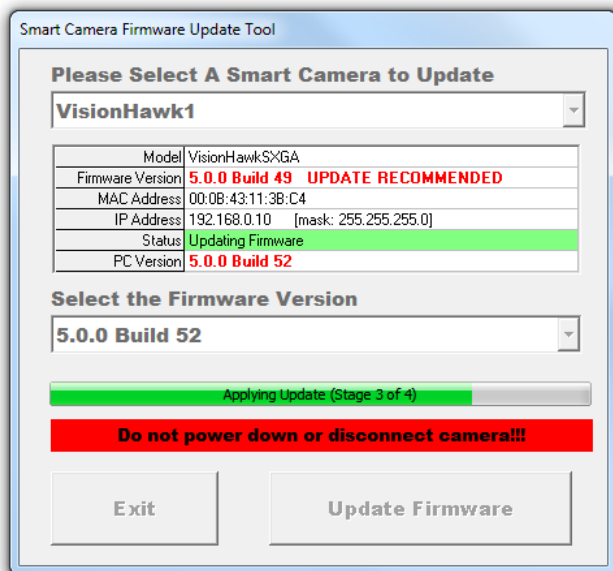 Smart Camera Firmware Update Tool
Please Select A Smart Camera to Update
VisionHawk1
Model VisionHawkSXGA
Firmware Version 5.0.0 Build 49 UPDATE RECOMMENDED
MAC Address 00:0B:43:11:3B:C4
IP Address 192.168.0.10 [mask: 255.255.255.0]
Status Updating Firmware
PC Version 5.0.0 Build 52
Select the Firmware Version
5.0.0 Build 52
Applying Update (Stage 3 of 4)
Do not power down or disconnect camera!!!
Exit Update Firmware